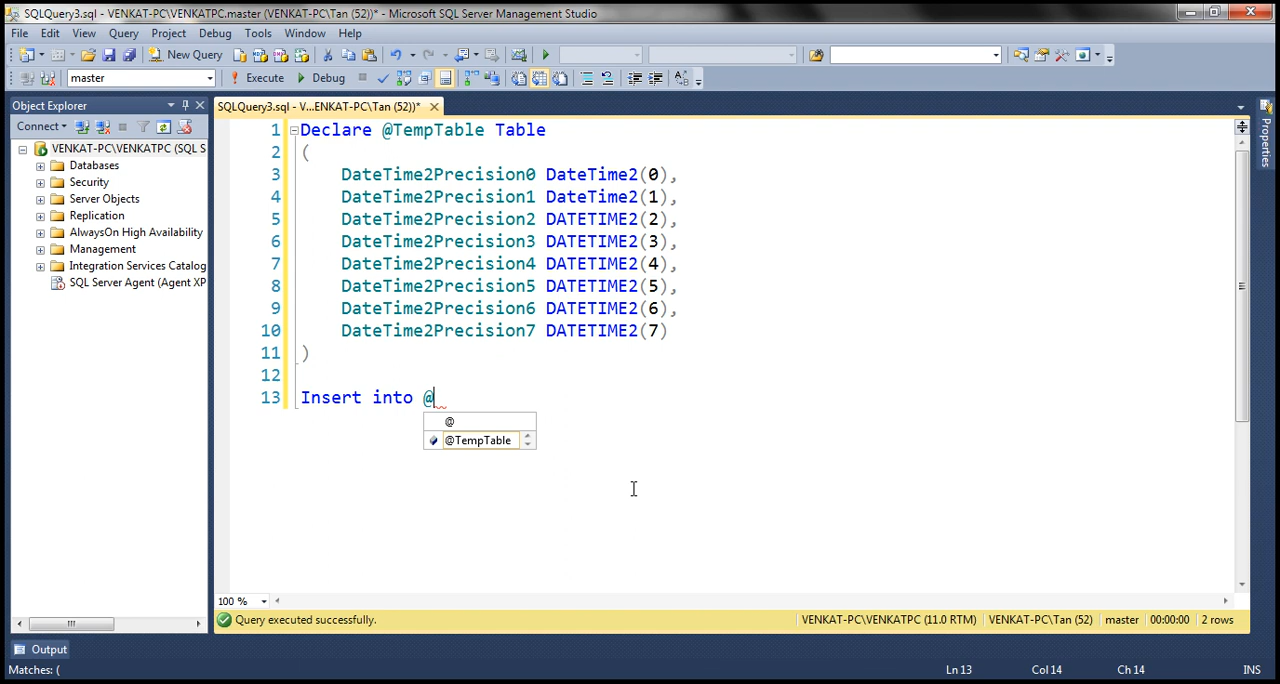 SQLQuery3.sql - VENKAT-PC\VENKATPC.master (VENKAT-PC\Tan (52))* - Microsoft SQL Server Management Studio
File Edit View Query Project Debug Tools Window Help
New Query
master Execute Debug
Object Explorer
Connect
VENKAT-PC\VENKATPC (SQL S
Databases
Security
Server Objects
Replication
AlwaysOn High Availability
Management
Integration Services Catalog
SQL Server Agent (Agent XP
SQLQuery3.sql - V...ENKAT-PC\Tan (52))*
1 Declare @TempTable Table
2 (
3 DateTime2Precision0 DateTime2(0),
4 DateTime2Precision1 DateTime2(1),
5 DateTime2Precision2 DATETIME2(2),
6 DateTime2Precision3 DATETIME2(3),
7 DateTime2Precision4 DATETIME2(4),
8 DateTime2Precision5 DATETIME2(5),
9 DateTime2Precision6 DATETIME2(6),
10 DateTime2Precision7 DATETIME2(7)
11 )
12
13 Insert into @
@
@TempTable
100 %
Query executed successfully. VENKAT-PC\VENKATPC (11.0 RTM) VENKAT-PC\Tan (52) master 00:00:00 2 rows
Properties
Output
Matches: ( Ln 13 Col 14 Ch 14 INS